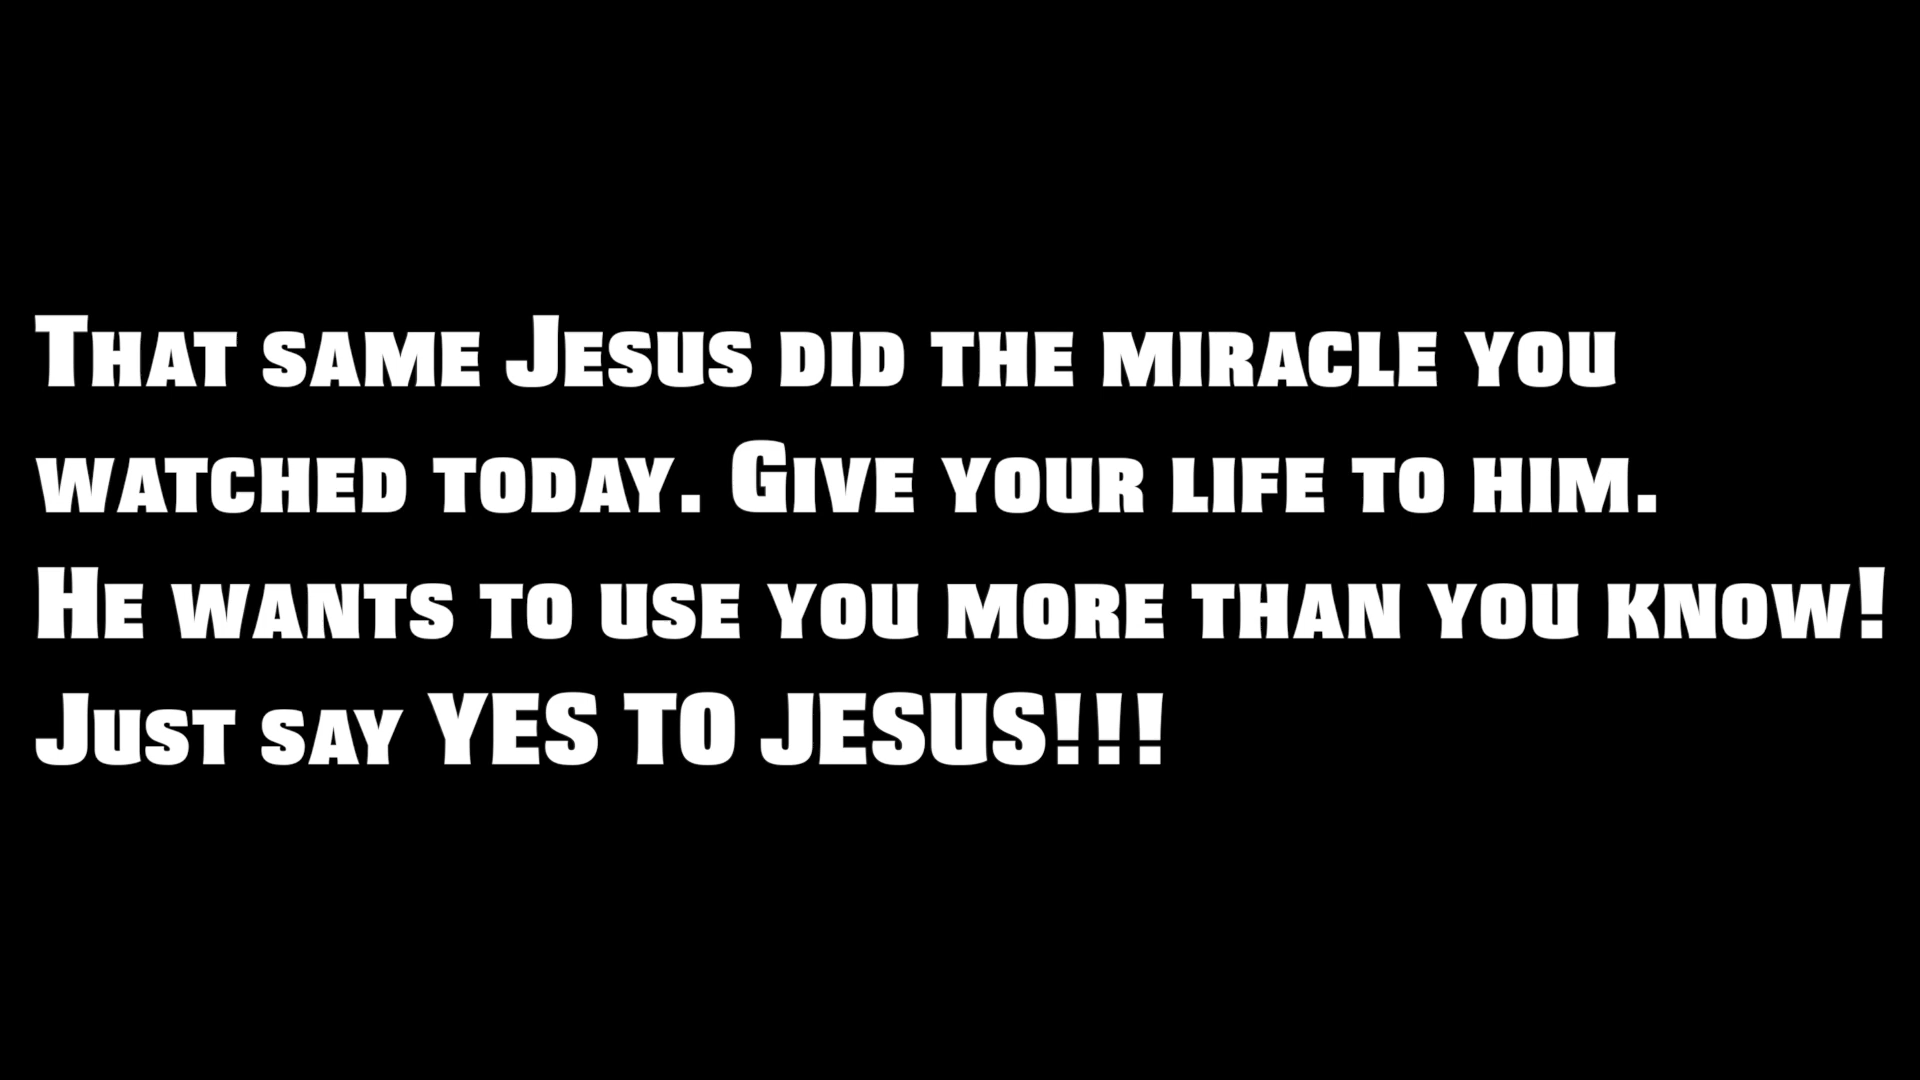 That same Jesus did the miracle you
watched today. Give your life to him.
He wants to use you more than you know!
Just say YES TO JESUS!!!